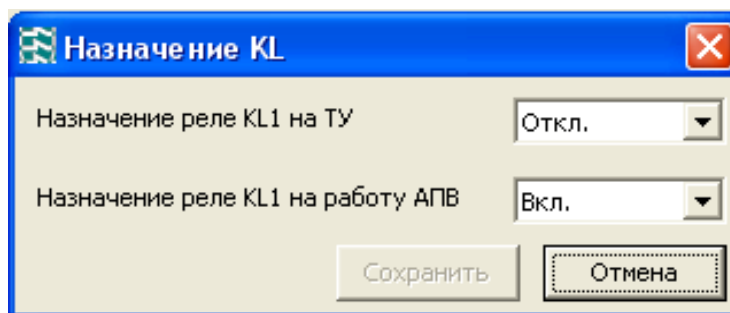 Назначение KL
Назначение реле KL1 на ТУ
Откл.
Назначение реле KL1 на работу АПВ
Вкл.
Сохранить
Отмена